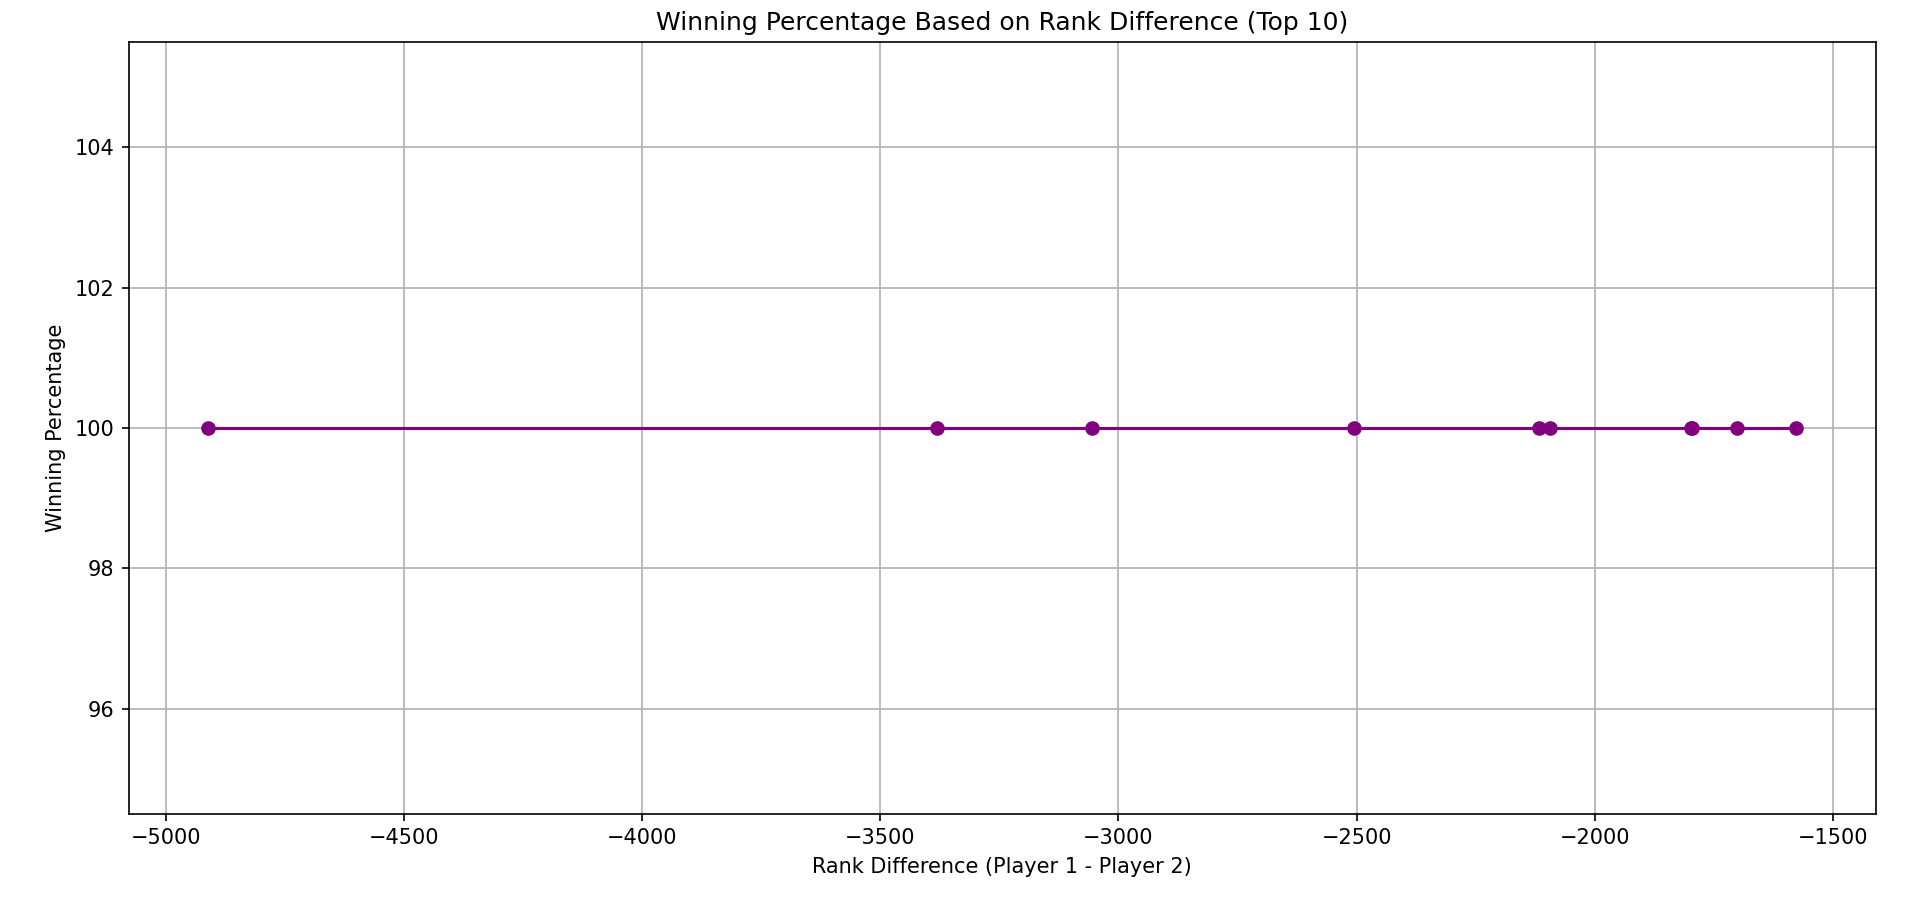 Winning Percentage Based on Rank Difference (Top 10)
Winning Percentage
104
102
100
98
96
−5000 −4500 −4000 −3500 −3000 −2500 −2000 −1500
Rank Difference (Player 1 - Player 2)